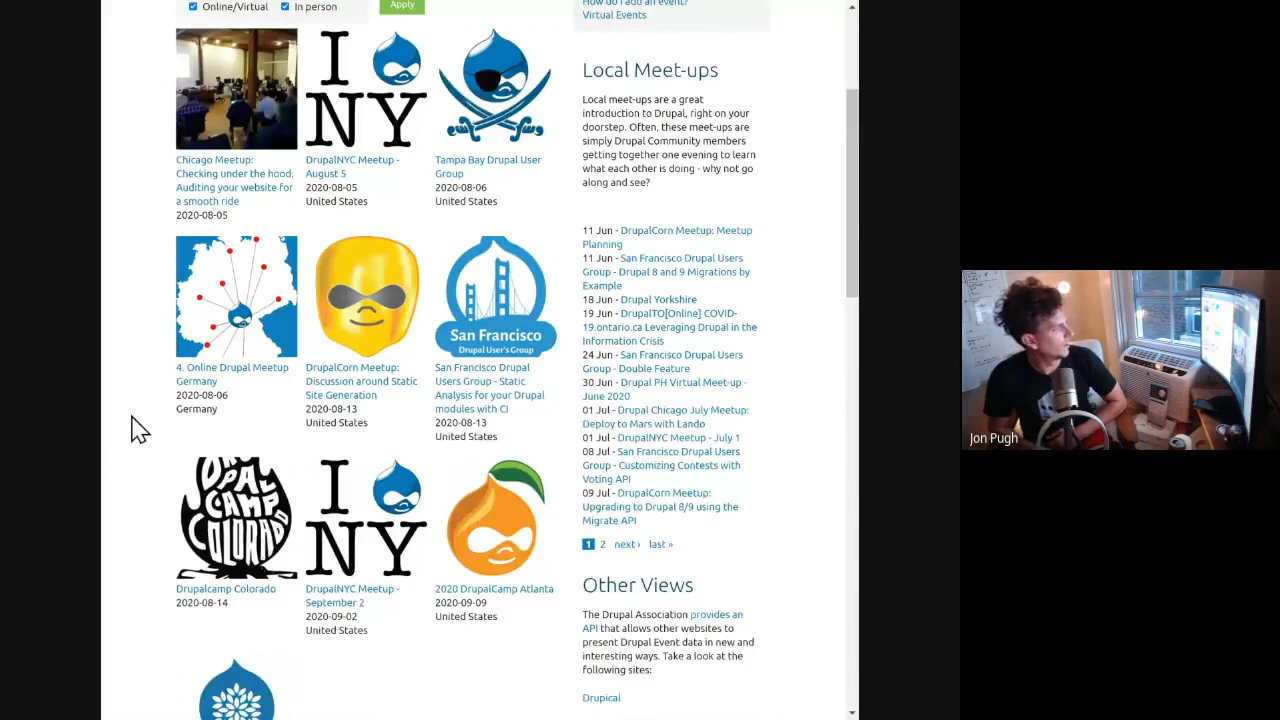 Online/Virtual
In person
Apply
How do I add an event?
Virtual Events
I
NY
Chicago Meetup:
Checking under the hood:
Auditing your website for
a smooth ride
2020-08-05
DrupalNYC Meetup -
August 5
2020-08-05
United States
Tampa Bay Drupal User
Group
2020-08-06
United States
San Francisco
Drupal User's Group
4. Online Drupal Meetup
Germany
2020-08-06
Germany
DrupalCorn Meetup:
Discussion around Static
Site Generation
2020-08-13
United States
San Francisco Drupal
Users Group - Static
Analysis for your Drupal
modules with CI
2020-08-13
United States
DRUPAL
CAMP
COLORADO
I
NY
Drupalcamp Colorado
2020-08-14
DrupalNYC Meetup -
September 2
2020-09-02
United States
2020 DrupalCamp Atlanta
2020-09-09
United States
Local Meet-ups
Local meet-ups are a great
introduction to Drupal, right on your
doorstep. Often, these meet-ups are
simply Drupal Community members
getting together one evening to learn
what each other is doing - why not go
along and see?
11 Jun - DrupalCorn Meetup: Meetup
Planning
11 Jun - San Francisco Drupal Users
Group - Drupal 8 and 9 Migrations by
Example
18 Jun - Drupal Yorkshire
19 Jun - DrupalTO[Online] COVID-
19.ontario.ca Leveraging Drupal in the
Information Crisis
24 Jun - San Francisco Drupal Users
Group - Double Feature
30 Jun - Drupal PH Virtual Meet-up -
June 2020
01 Jul - Drupal Chicago July Meetup:
Deploy to Mars with Lando
01 Jul - DrupalNYC Meetup - July 1
08 Jul - San Francisco Drupal Users
Group - Customizing Contests with
Voting API
09 Jul - DrupalCorn Meetup:
Upgrading to Drupal 8/9 using the
Migrate API
1 2 next › last »
Other Views
The Drupal Association provides an
API that allows other websites to
present Drupal Event data in new and
interesting ways. Take a look at the
following sites:
Drupical
Jon Pugh